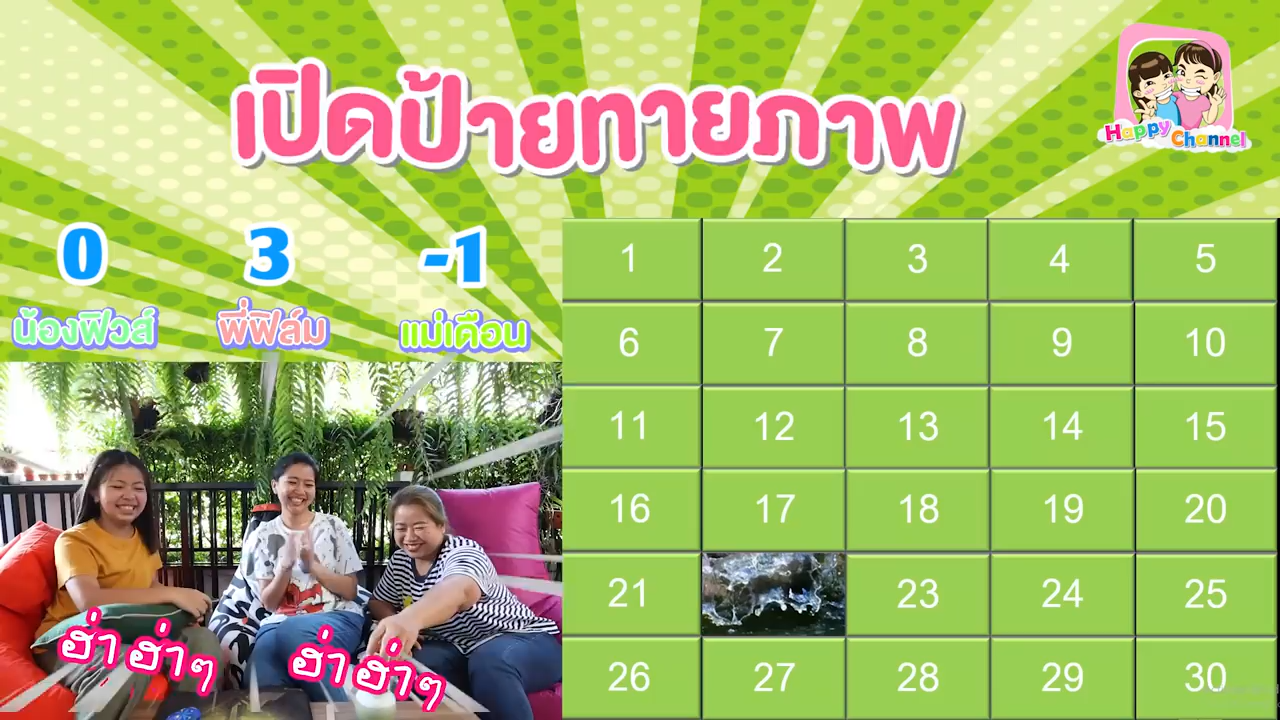 เปิดป้ายทายภาพ
Happy Channel
0 3 -1
น้องฟิวส์ พี่ฟิล์ม แม่เดือน
1 2 3 4 5
6 7 8 9 10
11 12 13 14 15
16 17 18 19 20
21 23 24 25
26 27 28 29 30
ฮ่า ฮ่าๆ ฮ่า ฮ่าๆ